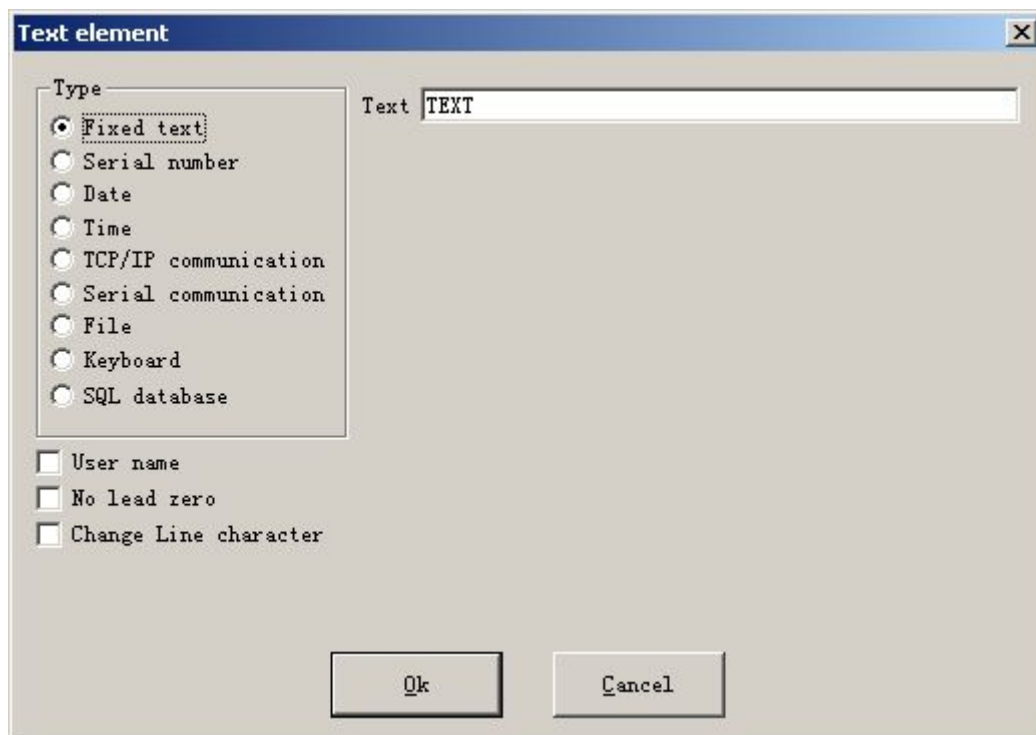 Text element
Type
Fixed text
Serial number
Date
Time
TCP/IP communication
Serial communication
File
Keyboard
SQL database
Text TEXT
User name
No lead zero
Change Line character
Ok
Cancel